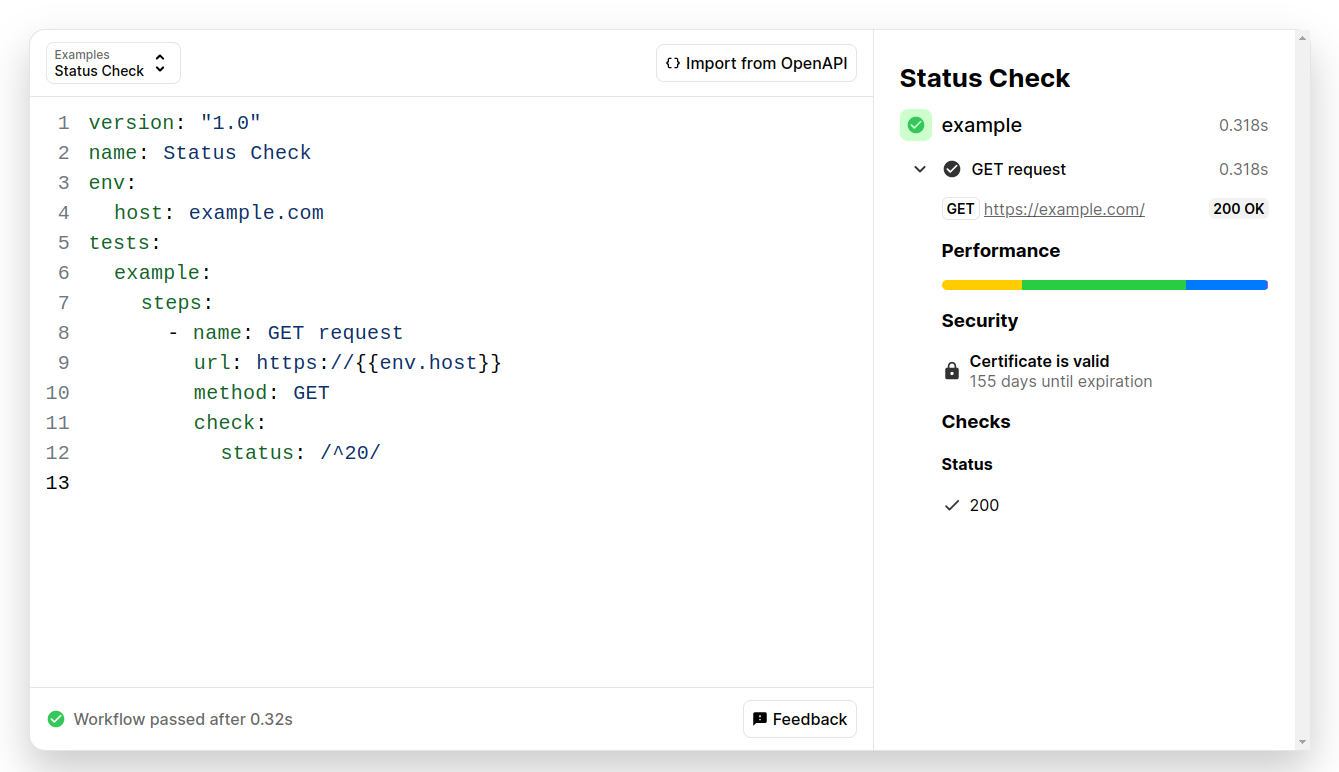 Examples
Status Check
Import from OpenAPI
1 version: "1.0"
2 name: Status Check
3 env:
4   host: example.com
5 tests:
6   example:
7     steps:
8       - name: GET request
9         url: https://{{env.host}}
10         method: GET
11         check:
12           status: /^20/
13
Workflow passed after 0.32s
Feedback
Status Check
example 0.318s
GET request 0.318s
GET https://example.com/ 200 OK
Performance
Security
Certificate is valid
155 days until expiration
Checks
Status
200